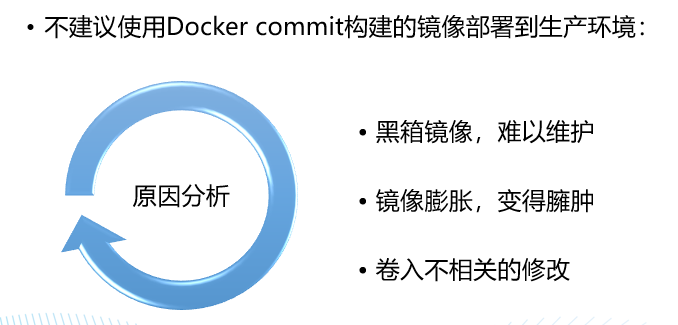 • 不建议使用Docker commit构建的镜像部署到生产环境：
原因分析
• 黑箱镜像，难以维护
• 镜像膨胀，变得臃肿
• 卷入不相关的修改